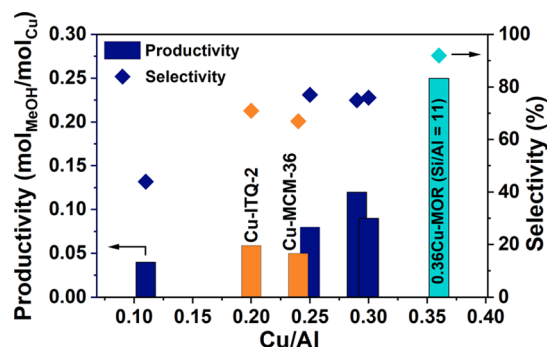 Productivity (mol_MeOH/mol_Cu)
0.30
0.25
0.20
0.15
0.10
0.05
0.00
Productivity
Selectivity
Cu-ITQ-2
Cu-MCM-36
0.36Cu-MOR (Si/Al = 11)
100
80
60
40
20
0
Selectivity (%)
0.10
0.15
0.20
0.25
0.30
0.35
0.40
Cu/Al